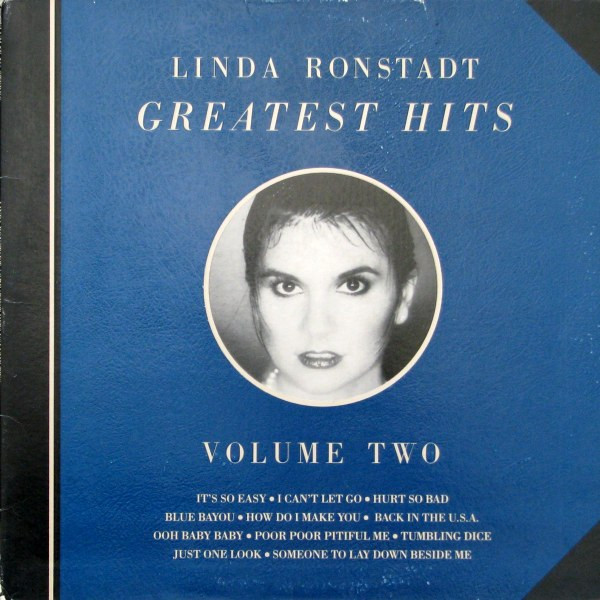 LINDA RONSTADT
GREATEST HITS
VOLUME TWO
IT'S SO EASY • I CAN'T LET GO • HURT SO BAD
BLUE BAYOU • HOW DO I MAKE YOU • BACK IN THE U.S.A.
OOH BABY BABY • POOR POOR PITIFUL ME • TUMBLING DICE
JUST ONE LOOK • SOMEONE TO LAY DOWN BESIDE ME